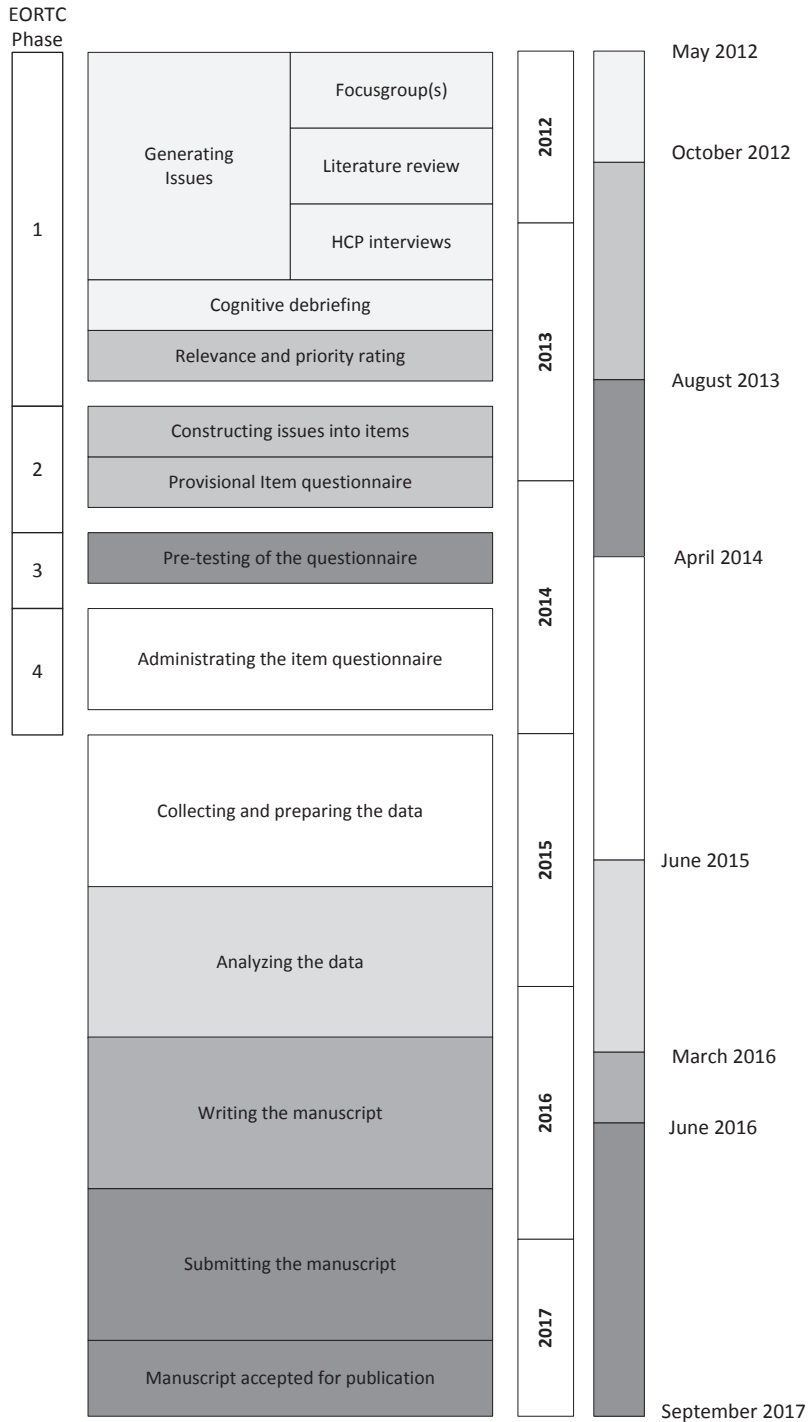 EORTC
Phase
1
2
3
4
Generating
Issues
Focusgroup(s)
Literature review
HCP interviews
Cognitive debriefing
Relevance and priority rating
Constructing issues into items
Provisional Item questionnaire
Pre-testing of the questionnaire
Administrating the item questionnaire
Collecting and preparing the data
Analyzing the data
Writing the manuscript
Submitting the manuscript
Manuscript accepted for publication
2012
2013
2014
2015
2016
2017
May 2012
October 2012
August 2013
April 2014
June 2015
March 2016
June 2016
September 2017